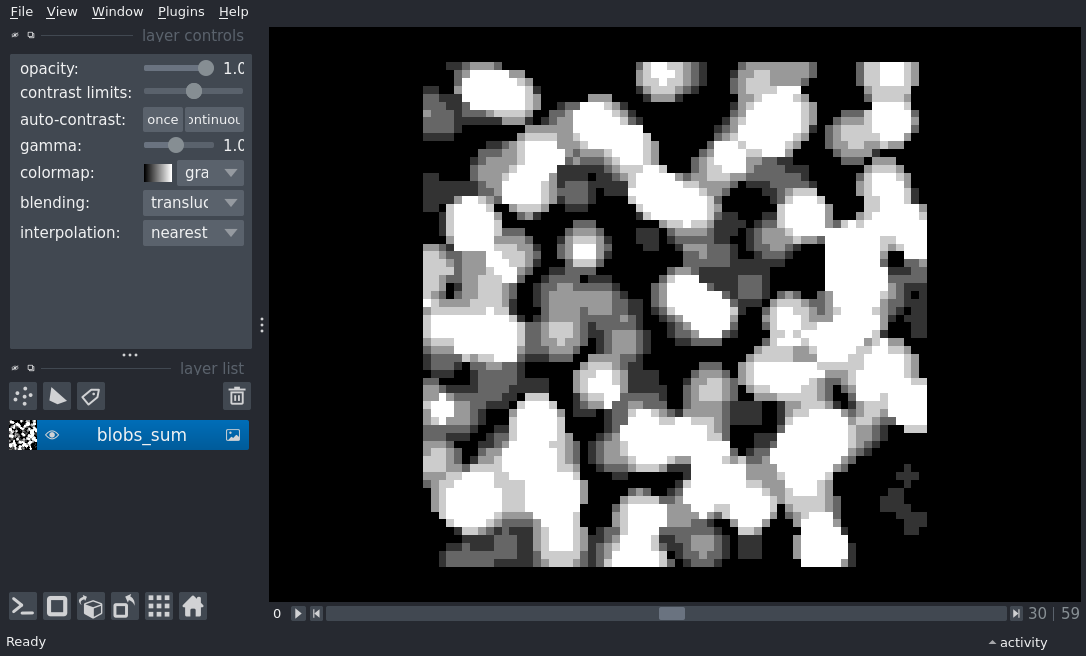 File View Window Plugins Help
layer controls
opacity: 1.0
contrast limits:
auto-contrast: once ontinuou
gamma: 1.0
colormap: gra
blending: transluc
interpolation: nearest
layer list
blobs_sum
0 30 | 59
Ready activity